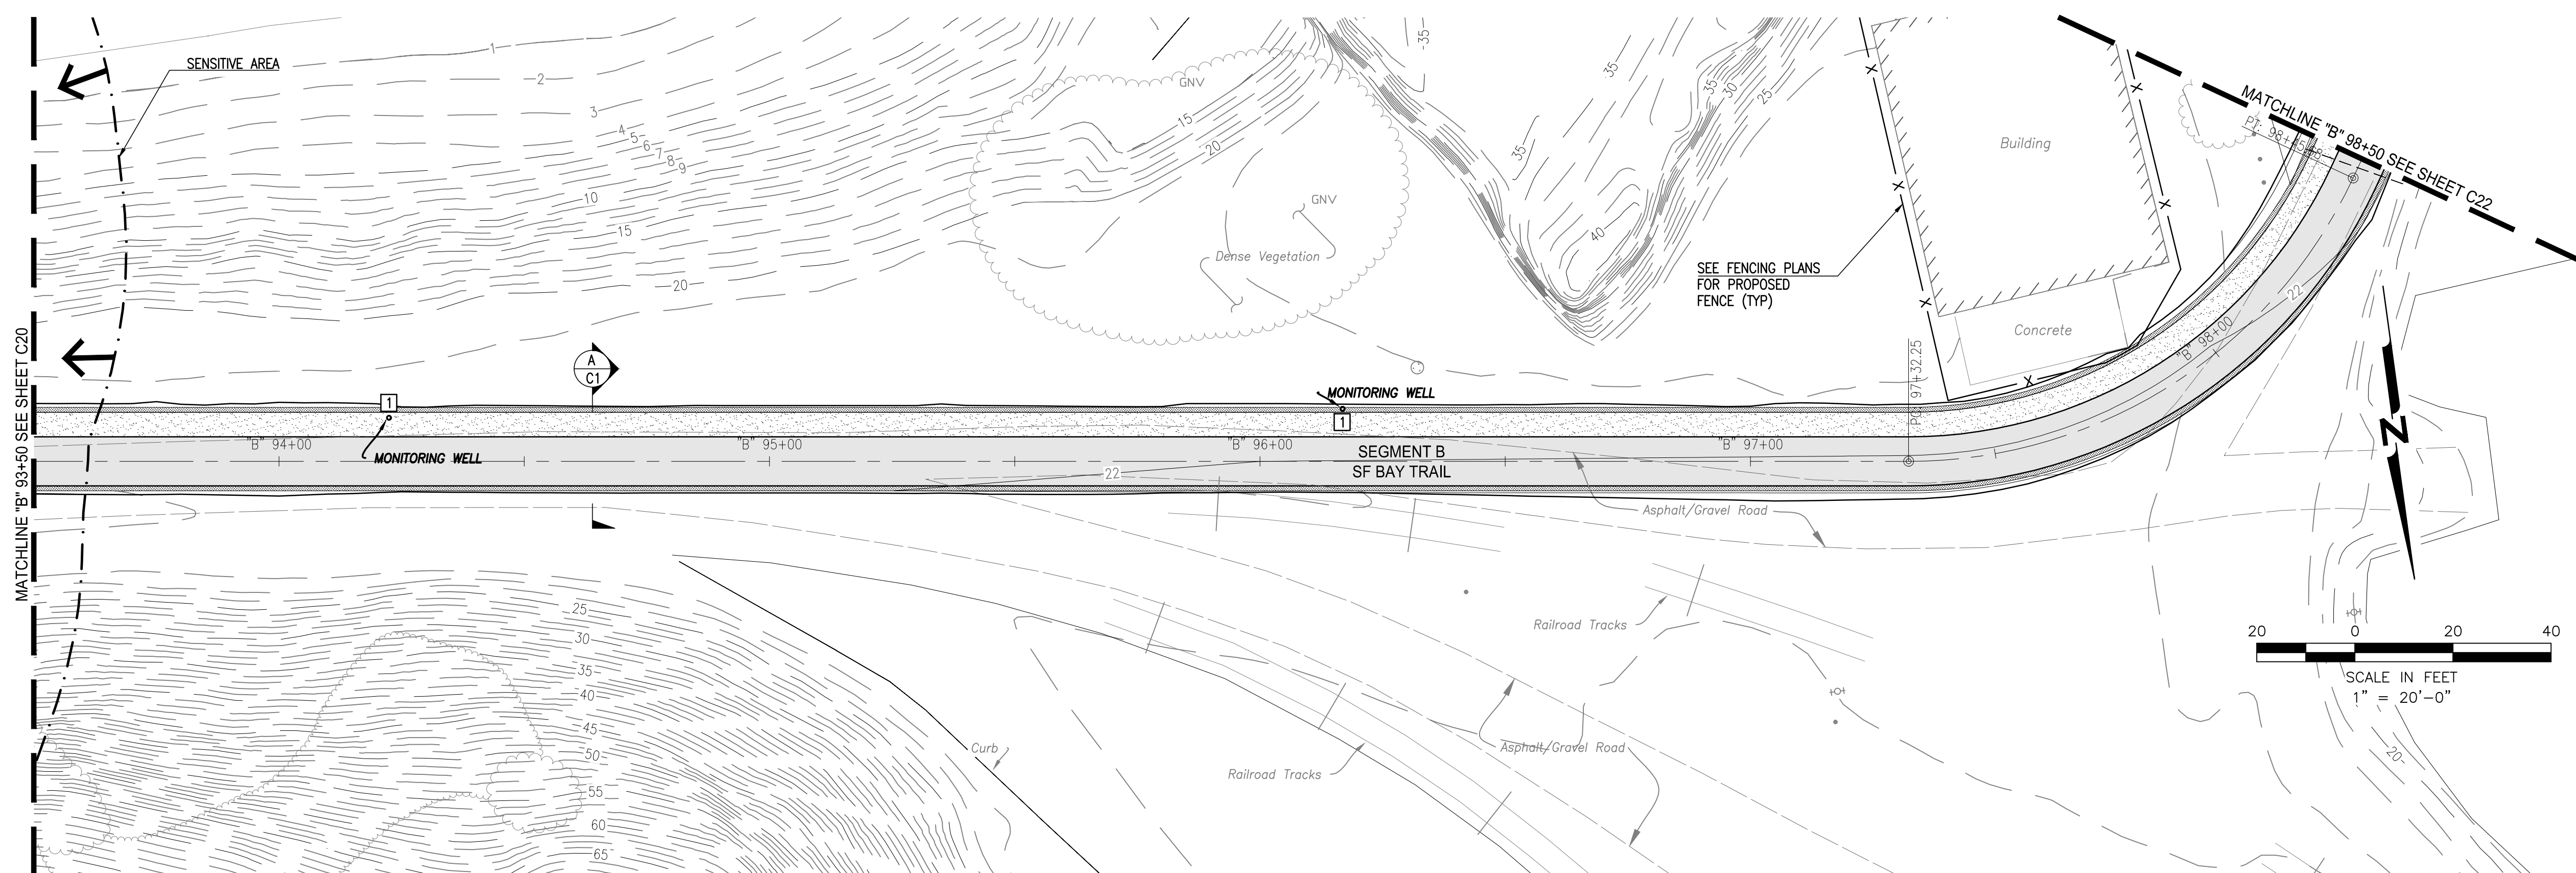 SENSITIVE AREA
1
2
3
4
5
6
7
8
9
10
15
20
GNV
15
20
GNV
Dense Vegetation
-35
35
35
35
30
25
40
SEE FENCING PLANS
FOR PROPOSED
FENCE (TYP)
Building
Concrete
MATCHLINE "B" 98+50 SEE SHEET C22
22
"B" 98+00
PC: 97+32.25
MATCHLINE "B" 93+50 SEE SHEET C20
A
C1
1
MONITORING WELL
MONITORING WELL
1
"B" 94+00
"B" 95+00
"B" 96+00
"B" 97+00
SEGMENT B
SF BAY TRAIL
22
Asphalt/Gravel Road
N
25
30
35
40
45
50
55
60
65
Curb
Railroad Tracks
Railroad Tracks
Asphalt/Gravel Road
20 0 20 40
SCALE IN FEET
1" = 20'-0"
20